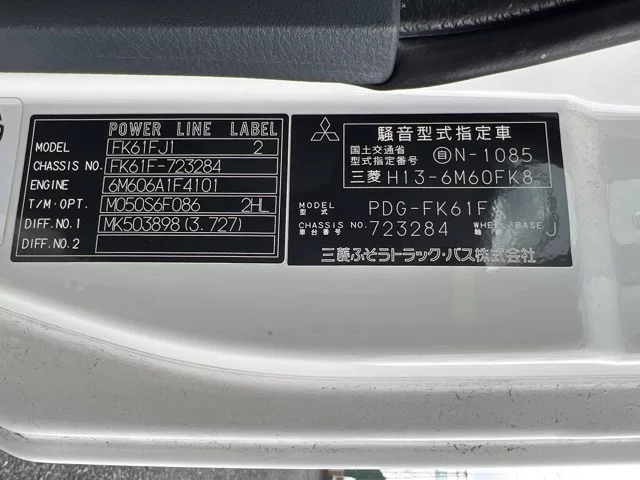 POWER LINE LABEL
MODEL FK61FJ1 2
CHASSIS NO. FK61F-723284
ENGINE 6M606A1F4101
T/M·OPT. M050S6F086 2HL
DIFF.NO.1 MK503898(3.727)
DIFF.NO.2
騒音型式指定車
国土交通省
型式指定番号 自N-1085
三菱 H13-6M60FK8
MODEL
型式 PDG-FK61F
CHASSIS NO.
車台番号 723284 WHEEL BASE J
三菱ふそうトラック・バス株式会社